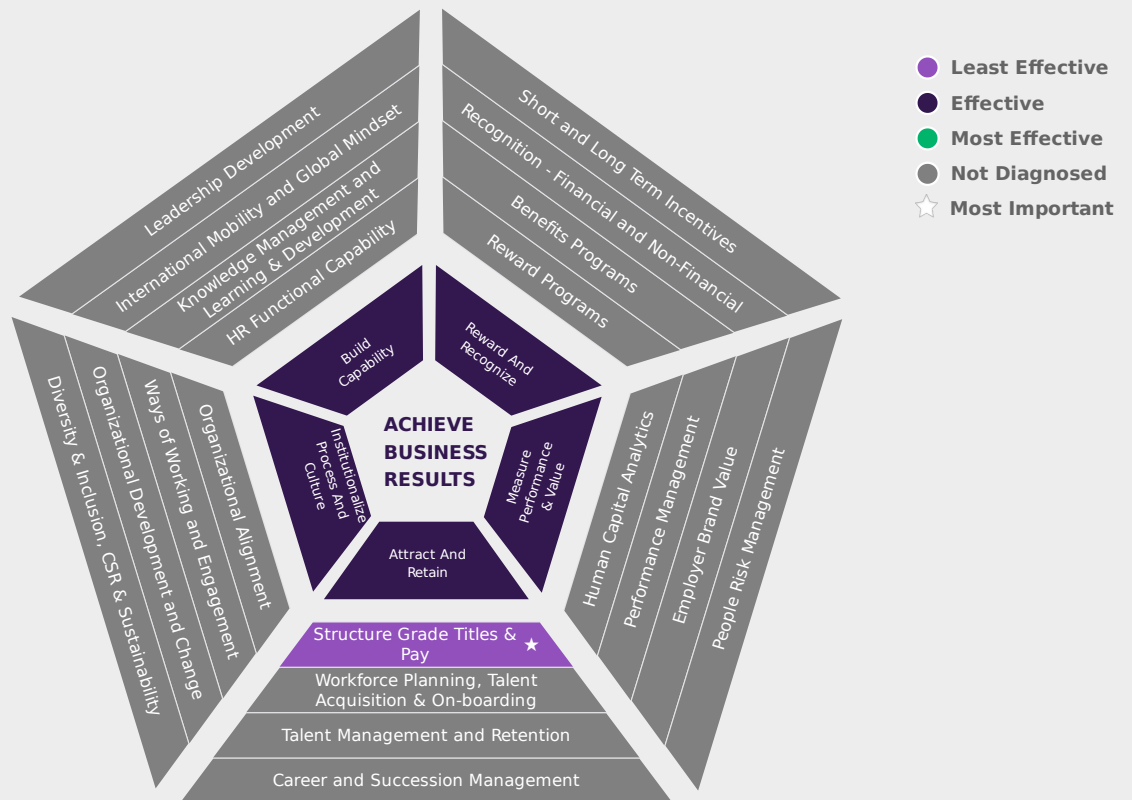 Leadership Development
International Mobility and Global Mindset
Knowledge Management and
Learning & Development
HR Functional Capability
Short and Long Term Incentives
Recognition - Financial and Non-Financial
Benefits Programs
Reward Programs
Least Effective
Effective
Most Effective
Not Diagnosed
Most Important
Diversity & Inclusion, CSR & Sustainability
Organizational Development and Change
Ways of Working and Engagement
Organizational Alignment
Build
Capability
Reward And
Recognize
Institutionalize
Process And
Culture
ACHIEVE
BUSINESS
RESULTS
Measure
Performance
& Value
Attract And
Retain
Human Capital Analytics
Performance Management
Employer Brand Value
People Risk Management
Structure Grade Titles &
Pay
Workforce Planning, Talent
Acquisition & On-boarding
Talent Management and Retention
Career and Succession Management